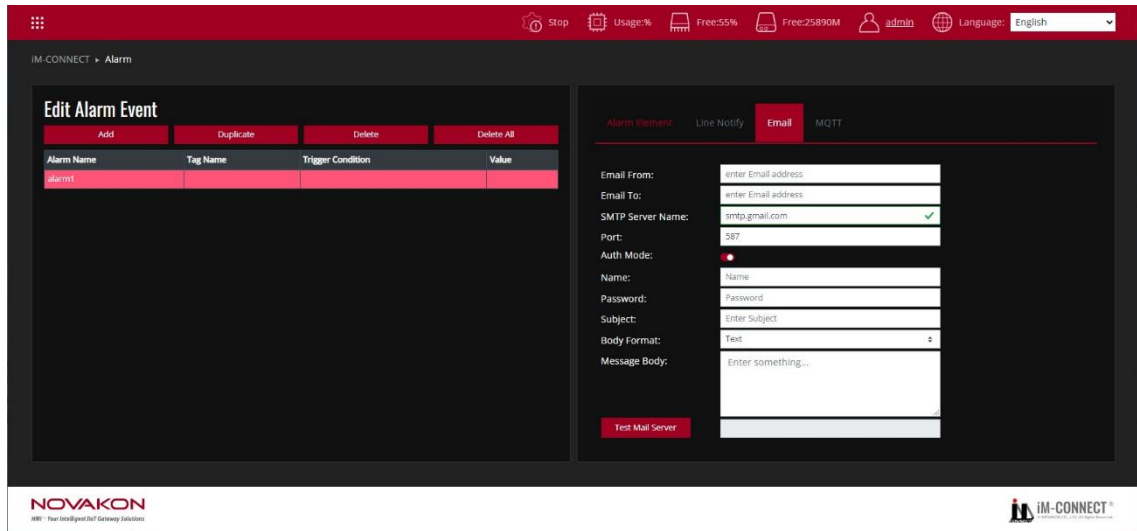 Stop Usage:% Free:55% Free:25890M admin Language: English
iM-CONNECT ▸ Alarm
Edit Alarm Event
Add Duplicate Delete Delete All
Alarm Name Tag Name Trigger Condition Value
alarm1
Alarm Element Line Notify Email MQTT
Email From: enter Email address
Email To: enter Email address
SMTP Server Name: smtp.gmail.com
Port: 587
Auth Mode:
Name: Name
Password: Password
Subject: Enter Subject
Body Format: Text
Message Body: Enter something...
Test Mail Server
NOVAKON
HMI - Your Intelligent IIoT Gateway Solutions
iM-CONNECT®